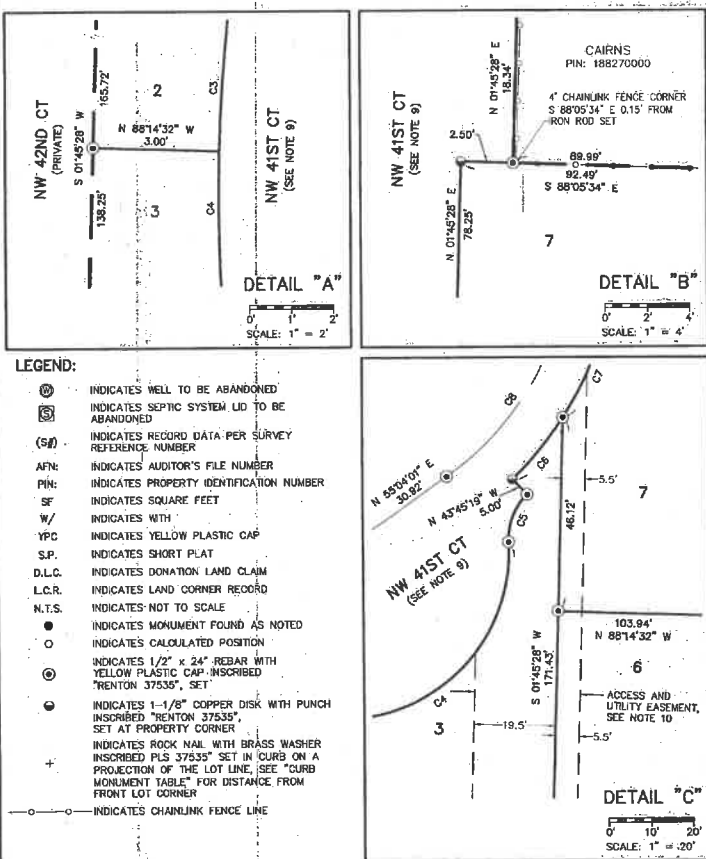 NW 42ND CT
(PRIVATE)
S 01°45'28" W
165.72'
138.25'
2
N 88°14'32" W
3.00'
3
C3
C4
NW 41ST CT
(SEE NOTE 9)
DETAIL "A"
0' 1' 2'
SCALE: 1" = 2'
NW 41ST CT
(SEE NOTE 9)
N 01°45'28" E
18.34'
CAIRNS
PIN: 188270000
4' CHAINLINK FENCE CORNER
S 88°05'34" E 0.15' FROM
IRON ROD SET
2.50'
89.99'
92.49'
S 88°05'34" E
N 01°45'28" E
78.25'
7
DETAIL "B"
0' 2' 4'
SCALE: 1" = 4'
LEGEND:
W INDICATES WELL TO BE ABANDONED
S INDICATES SEPTIC SYSTEM LID TO BE
ABANDONED
(S#) INDICATES RECORD DATA PER SURVEY
REFERENCE NUMBER
AFN: INDICATES AUDITOR'S FILE NUMBER
PIN: INDICATES PROPERTY IDENTIFICATION NUMBER
SF INDICATES SQUARE FEET
W/ INDICATES WITH
YPC INDICATES YELLOW PLASTIC CAP
S.P. INDICATES SHORT PLAT
D.L.C. INDICATES DONATION LAND CLAIM
L.C.R. INDICATES LAND CORNER RECORD
N.T.S. INDICATES NOT TO SCALE
INDICATES MONUMENT FOUND AS NOTED
INDICATES CALCULATED POSITION
INDICATES 1/2" x 24" REBAR WITH
YELLOW PLASTIC CAP INSCRIBED
"RENTON 37535", SET
INDICATES 1-1/8" COPPER DISK WITH PUNCH
INSCRIBED "RENTON 37535",
SET AT PROPERTY CORNER
INDICATES ROCK NAIL WITH BRASS WASHER
INSCRIBED PLS 37535" SET IN CURB ON A
PROJECTION OF THE LOT LINE, SEE "CURB
MONUMENT TABLE" FOR DISTANCE FROM
FRONT LOT CORNER
INDICATES CHAINLINK FENCE LINE
C8
C7
N 55°04'01" E
30.92'
C6
N 43°45'19" W
5.00'
5.5'
7
46.12'
C5
NW 41ST CT
(SEE NOTE 9)
103.94'
N 88°14'32" W
6
S 01°45'28" W
171.43'
C4
3
19.5'
ACCESS AND
UTILITY EASEMENT,
SEE NOTE 10
5.5'
DETAIL "C"
0' 10' 20'
SCALE: 1" = 20'